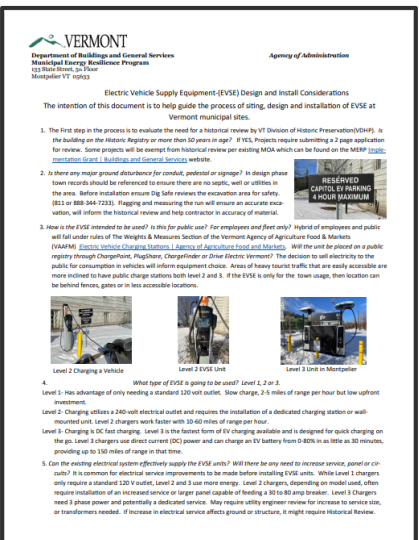 VERMONT
Department of Buildings and General Services
Agency of Administration
Municipal Energy Resilience Program
133 State Street, 5th Floor
Montpelier VT 05633
Electric Vehicle Supply Equipment-(EVSE) Design and Install Considerations
The intention of this document is to help guide the process of siting, design and installation of EVSE at
Vermont municipal sites.
1. The First step in the process is to evaluate the need for a historical review by VT Division of Historic Preservation(VDHP). Is
the building on the Historic Registry or more than 50 years in age? If YES, Projects require submitting a 2 page application
for review. Some projects will be exempt from historical review per existing MOA which can be found on the MERP Imple-
mentation Grant | Buildings and General Services website.
2. Is there any major ground disturbance for conduit, pedestal or signage? In design phase
town records should be referenced to ensure there are no septic, well or utilities in
the area. Before installation ensure Dig Safe reviews the excavation area for safety.
(811 or 888-344-7233). Flagging and measuring the run will ensure an accurate exca-
vation, will inform the historical review and help contractor in accuracy of material.
RESERVED
CAPITOL EV PARKING
4 HOUR MAXIMUM
3. How is the EVSE intended to be used? Is this for public use? For employees and fleet only? Hybrid of employees and public
will fall under rules of The Weights & Measures Section of the Vermont Agency of Agriculture Food & Markets
(VAAFM) Electric Vehicle Charging Stations | Agency of Agriculture Food and Markets. Will the unit be placed on a public
registry through ChargePoint, PlugShare, ChargeFinder or Drive Electric Vermont? The decision to sell electricity to the
public for consumption in vehicles will inform equipment choice. Areas of heavy tourist traffic that are easily accessible are
more inclined to have public charging stations both level 2 and 3. If the EVSE is only for the town usage, then location can
be behind fences, gates or in less accessible locations.
Level 2 Charging a Vehicle
Level 2 EVSE Unit
Level 3 Unit in Montpelier
4. What type of EVSE is going to be used? Level 1, 2 or 3.
Level 1- Has advantage of only needing a standard 120 volt outlet. Slow charge, 2-5 miles of range per hour but low upfront
investment.
Level 2- Charging utilizes a 240-volt electrical outlet and requires the installation of a dedicated charging station or wall-
mounted unit. Level 2 chargers work faster with 10-60 miles of range per hour.
Level 3- Charging is DC fast charging. Level 3 is the fastest form of EV charging available and is designed for quick charging on
the go. Level 3 chargers use direct current (DC) power and can charge an EV battery from 0-80% in as little as 30 minutes,
providing up to 150 miles of range in that time.
5. Can the existing electrical system effectively supply the EVSE units? Will there be any need to increase service, panel or cir-
cuits? It is common for electrical service improvements to be made before installing EVSE units. While Level 1 chargers
only need a standard 120 V outlet, Level 2 and 3 use more energy. Level 2 chargers, depending on model used, often
require installation of an increased service or larger panel capable of feeding a 30 to 80 amp breaker. Level 3 Chargers
need 3 phase power and potentially a dedicated service. May require utility engineer review for increase to service size,
or transformers needed. If increase in electrical service affects ground or structure, it might require Historical Review.